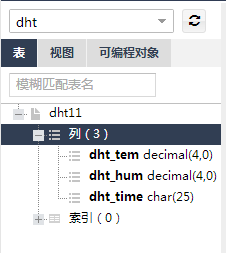 dht
表 视图 可编程对象
模糊匹配表名
dht11
列 ( 3 )
dht_tem decimal(4,0)
dht_hum decimal(4,0)
dht_time char(25)
索引 ( 0 )